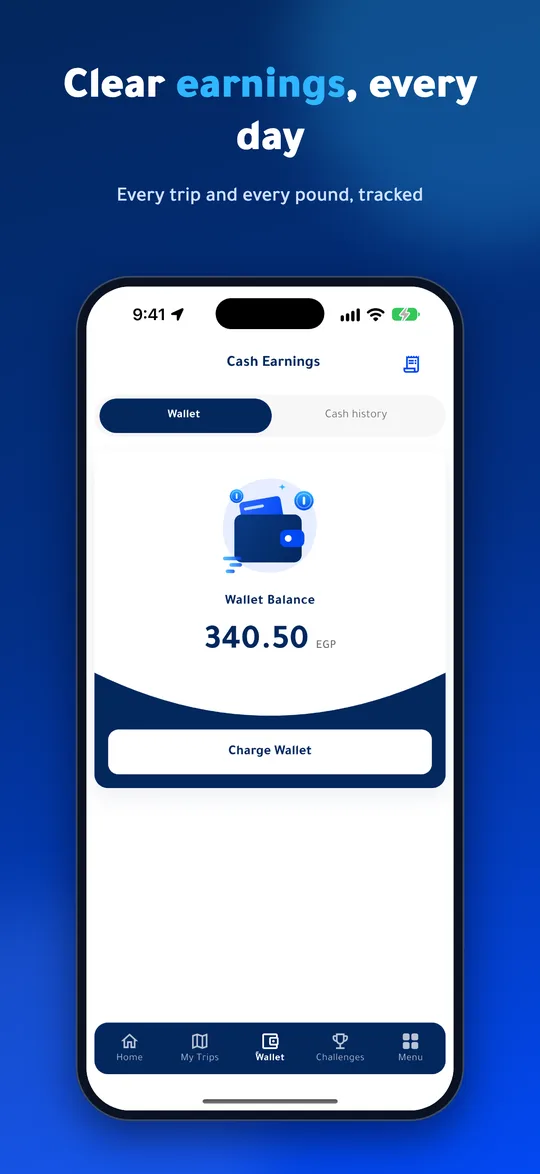 Clear earnings, every
day
Every trip and every pound, tracked
9:41
Cash Earnings
Wallet
Cash history
Wallet Balance
340.50 EGP
Charge Wallet
Home
My Trips
Wallet
Challenges
Menu